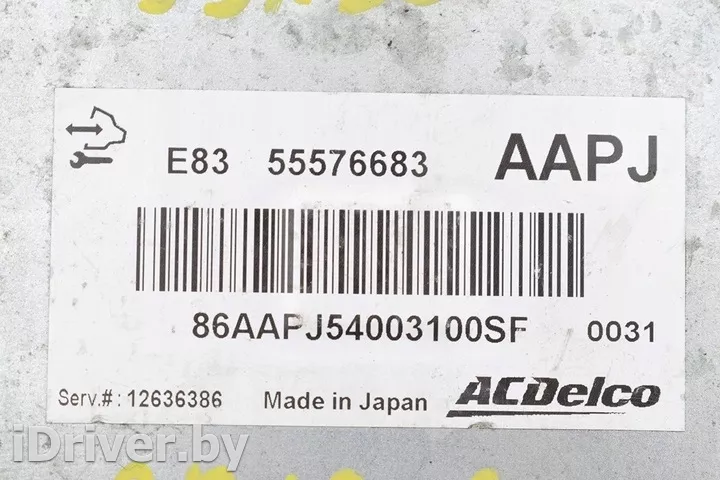 E83 55576683 AAPJ
86AAPJ54003100SF 0031
Serv.#: 12636386 Made in Japan ACDelco
iDriver.by